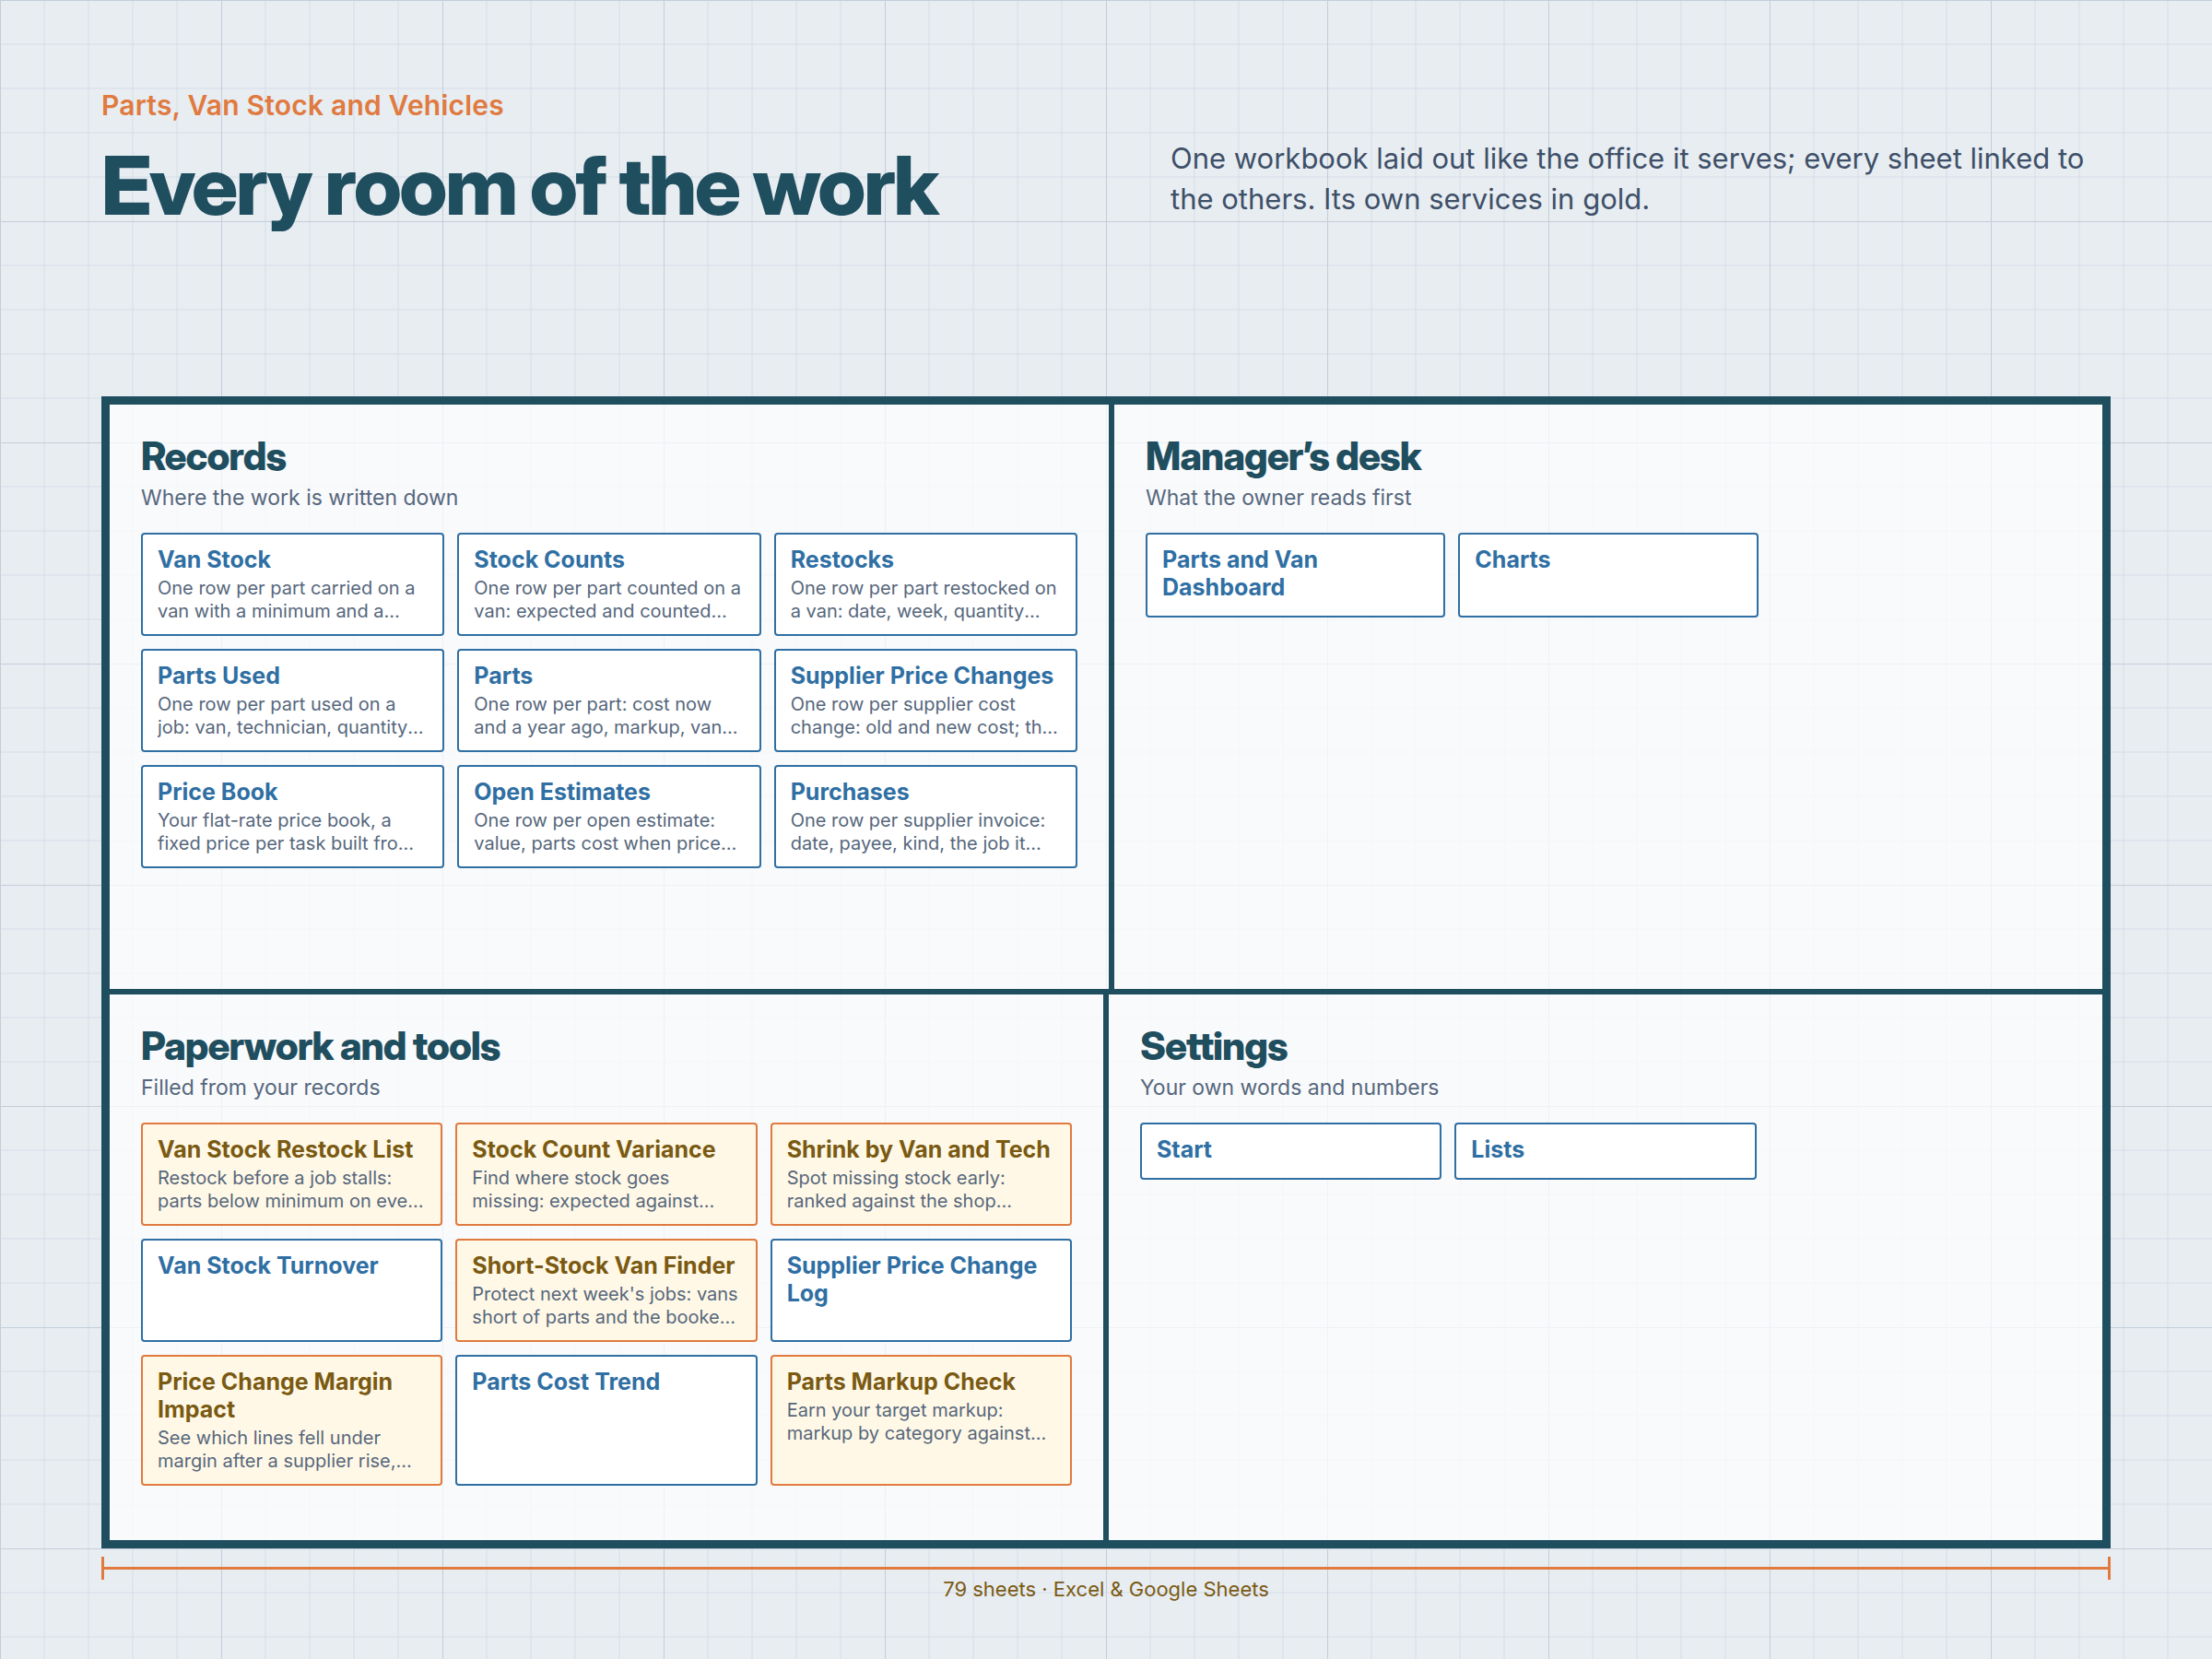 Parts, Van Stock and Vehicles
Every room of the work
One workbook laid out like the office it serves; every sheet linked to
the others. Its own services in gold.
Records
Where the work is written down
Van Stock
One row per part carried on a
van with a minimum and a...
Stock Counts
One row per part counted on a
van: expected and counted...
Restocks
One row per part restocked on
a van: date, week, quantity...
Parts Used
One row per part used on a
job: van, technician, quantity...
Parts
One row per part: cost now
and a year ago, markup, van...
Supplier Price Changes
One row per supplier cost
change: old and new cost; th...
Price Book
Your flat-rate price book, a
fixed price per task built fro...
Open Estimates
One row per open estimate:
value, parts cost when price...
Purchases
One row per supplier invoice:
date, payee, kind, the job it...
Manager’s desk
What the owner reads first
Parts and Van
Dashboard
Charts
Paperwork and tools
Filled from your records
Van Stock Restock List
Restock before a job stalls:
parts below minimum on eve...
Stock Count Variance
Find where stock goes
missing: expected against...
Shrink by Van and Tech
Spot missing stock early:
ranked against the shop...
Van Stock Turnover
Short-Stock Van Finder
Protect next week's jobs: vans
short of parts and the booke...
Supplier Price Change
Log
Price Change Margin
Impact
See which lines fell under
margin after a supplier rise,...
Parts Cost Trend
Parts Markup Check
Earn your target markup:
markup by category against...
Settings
Your own words and numbers
Start
Lists
79 sheets · Excel & Google Sheets